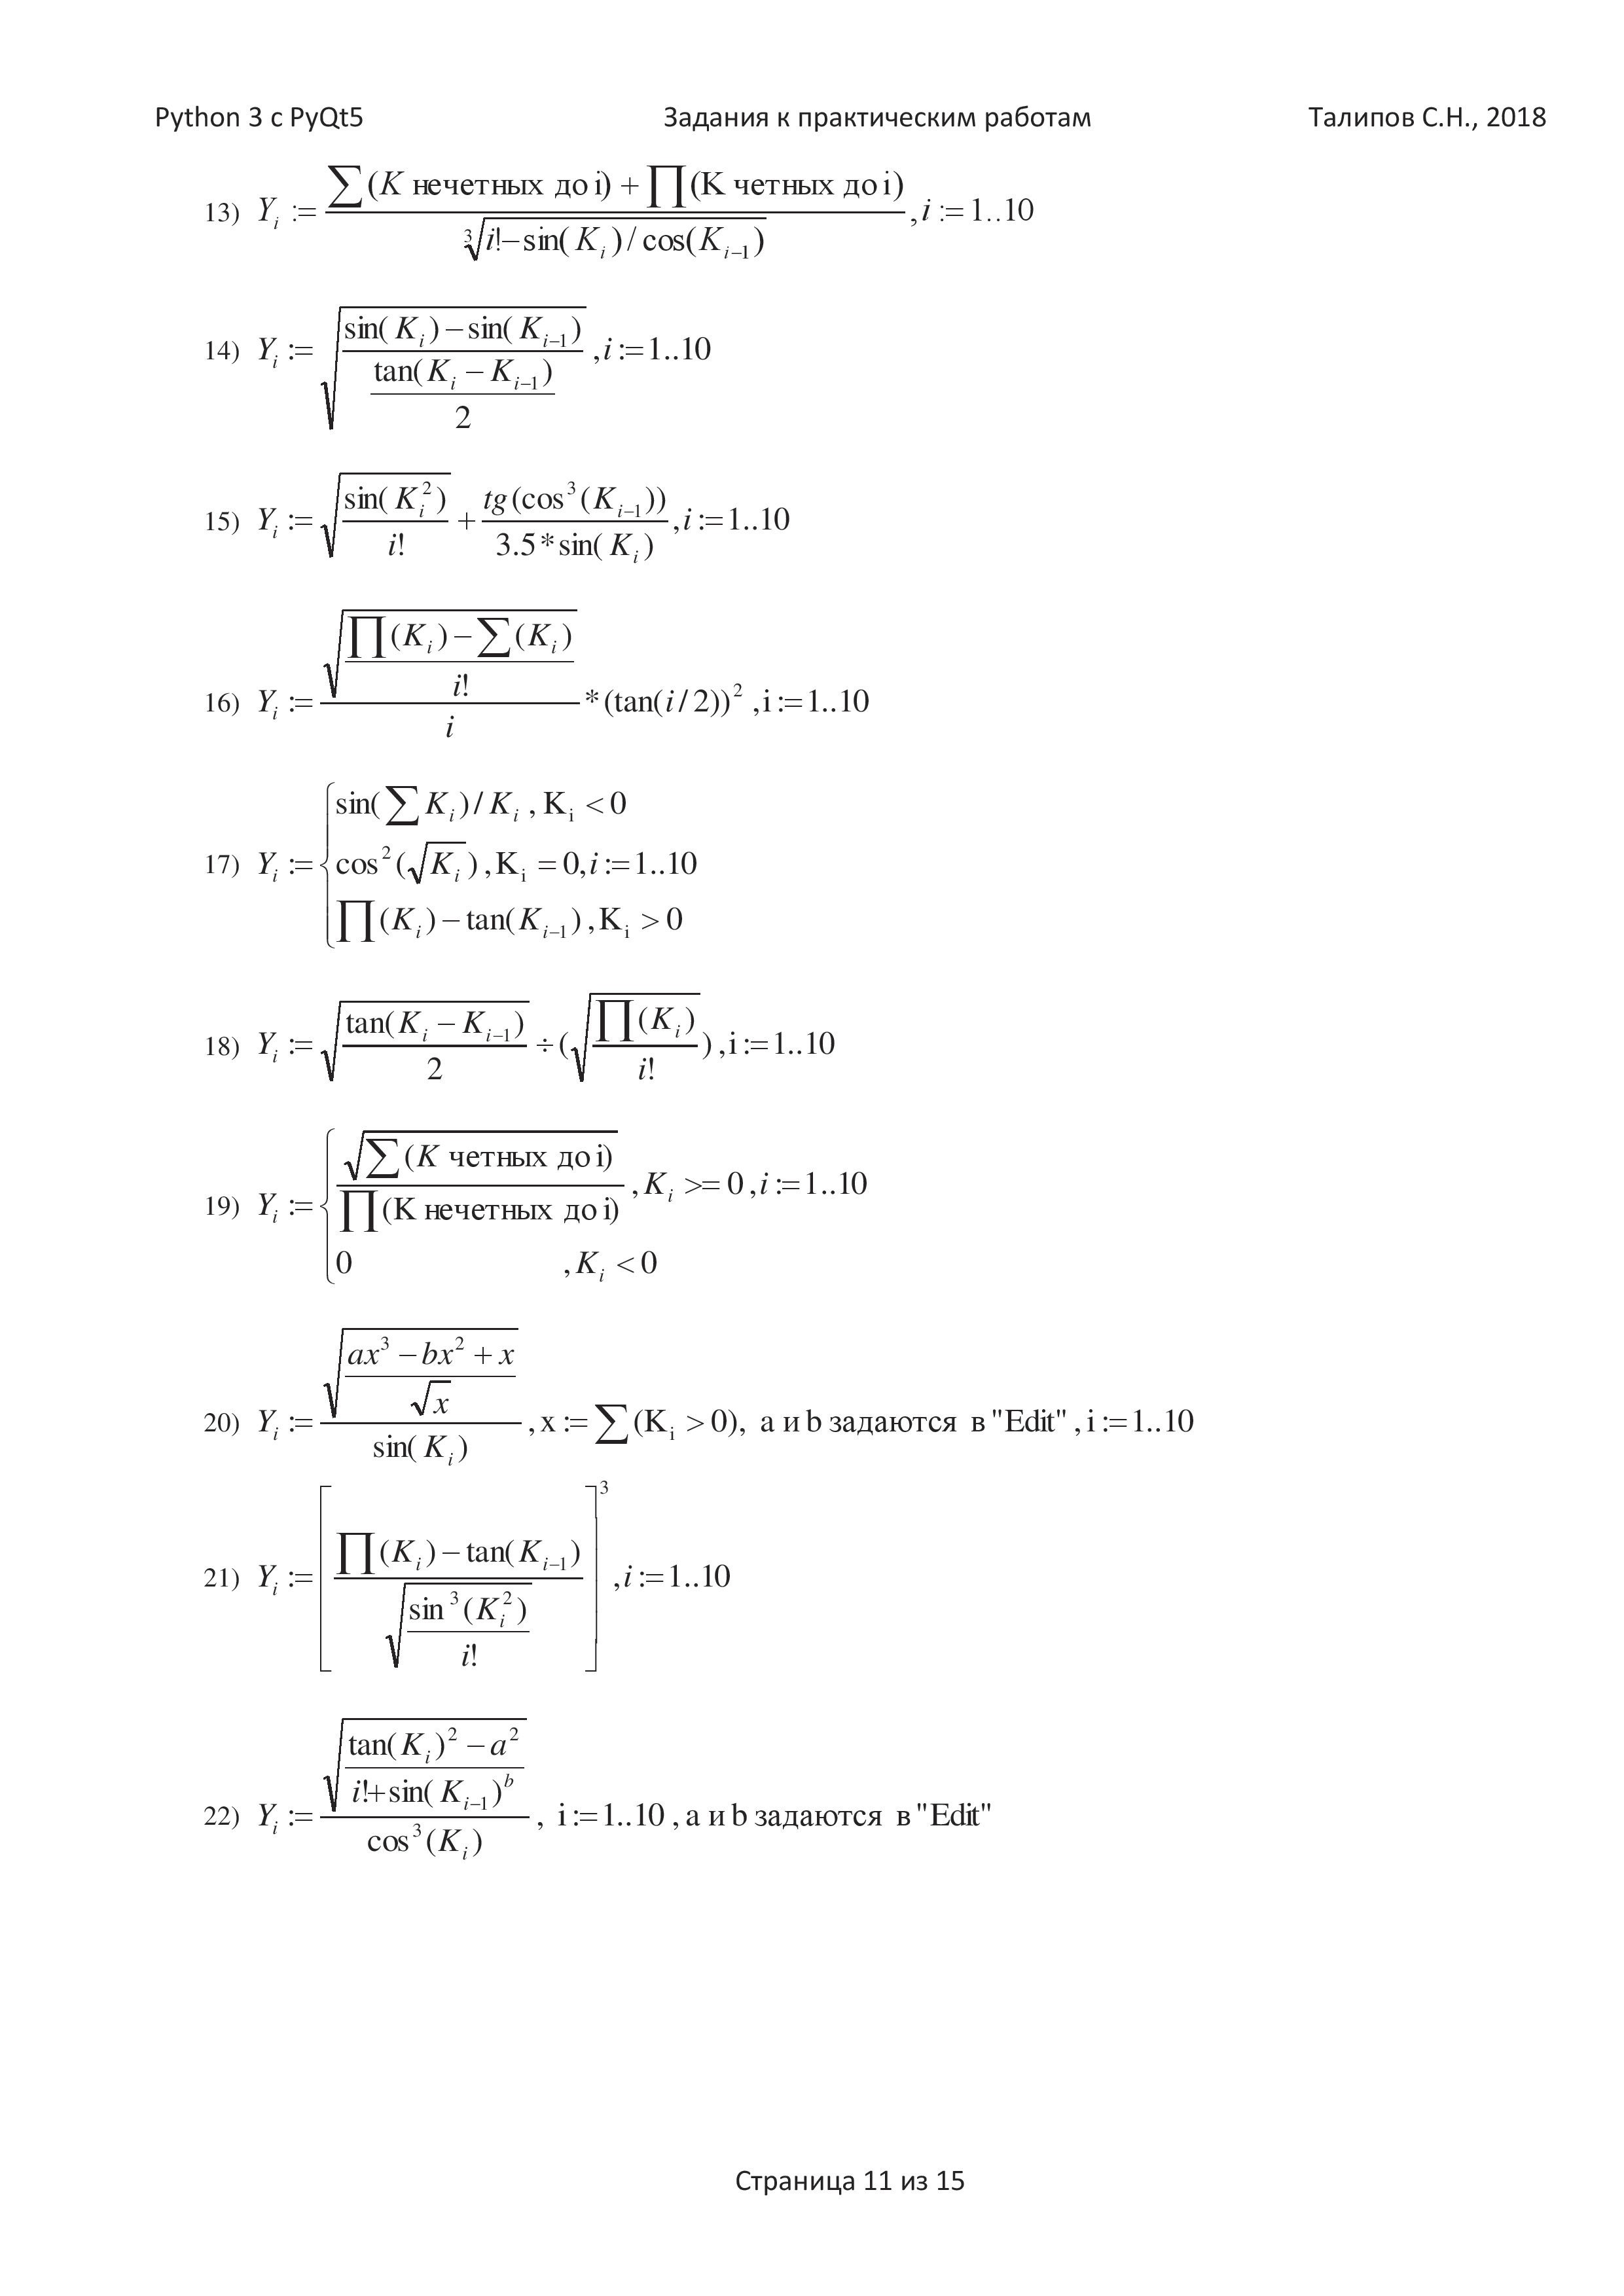 Python 3 с PyQt5 Задания к практическим работам Талипов С.Н., 2018
13) Y_i := (∑(K нечетных до i) + ∏(K четных до i)) / ∛(i!−sin(K_i)/cos(K_{i−1})), i := 1..10
14) Y_i := √((sin(K_i)−sin(K_{i−1})) / (tan(K_i − K_{i−1}) / 2)), i := 1..10
15) Y_i := √(sin(K_i^2) / i!) + tg(cos^3(K_{i−1})) / (3.5*sin(K_i)), i := 1..10
16) Y_i := √((∏(K_i)−∑(K_i)) / i!) / i * (tan(i/2))^2, i := 1..10
17) Y_i := { sin(∑K_i)/K_i, K_i < 0
cos^2(√K_i), K_i = 0, i := 1..10
∏(K_i)−tan(K_{i−1}), K_i > 0
18) Y_i := √(tan(K_i − K_{i−1}) / 2) ÷ (√(∏(K_i) / i!)), i := 1..10
19) Y_i := { √∑(K четных до i) / ∏(K нечетных до i), K_i >= 0, i := 1..10
0, K_i < 0
20) Y_i := √((ax^3 − bx^2 + x) / √x) / sin(K_i), x := ∑(K_i > 0), a и b задаются в "Edit", i := 1..10
21) Y_i := [(∏(K_i)−tan(K_{i−1})) / √(sin^3(K_i^2) / i!)]^3, i := 1..10
22) Y_i := √((tan(K_i)^2 − a^2) / (i!+sin(K_{i−1})^b)) / cos^3(K_i), i := 1..10, a и b задаются в "Edit"
Страница 11 из 15